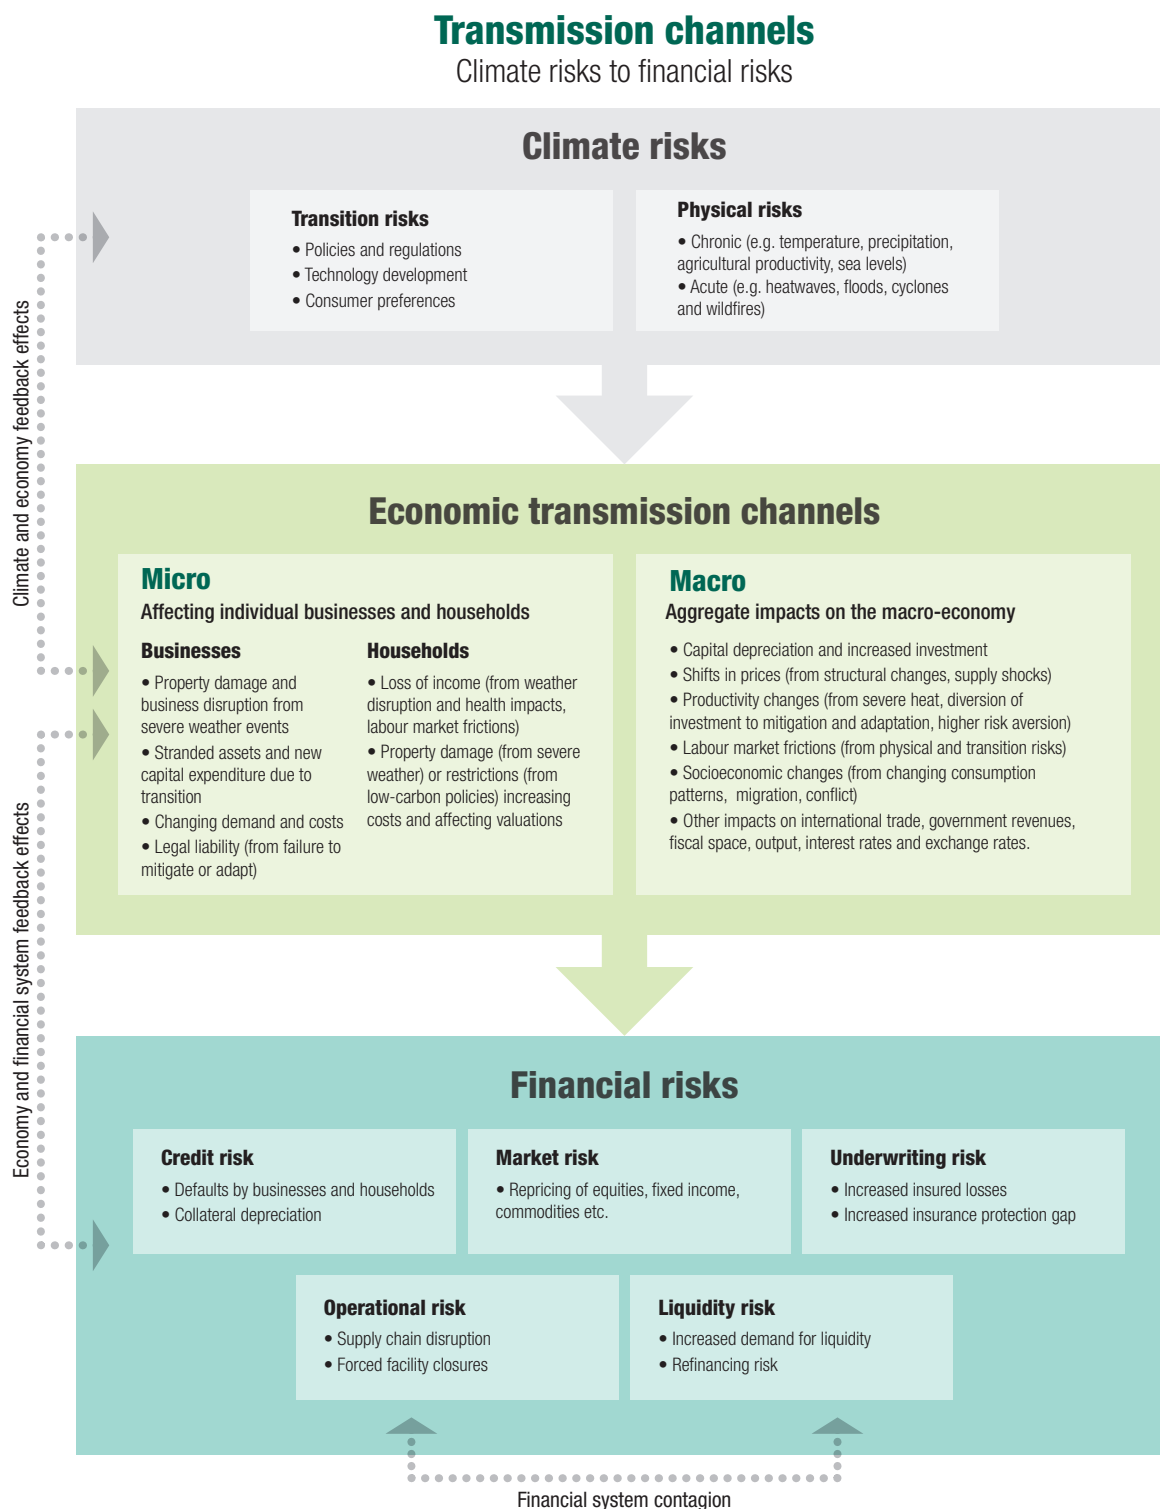 Transmission channels
Climate risks to financial risks
Climate risks
Transition risks
• Policies and regulations
• Technology development
• Consumer preferences
Physical risks
• Chronic (e.g. temperature, precipitation,
agricultural productivity, sea levels)
• Acute (e.g. heatwaves, floods, cyclones
and wildfires)
Climate and economy feedback effects
Economic transmission channels
Micro
Affecting individual businesses and households
Businesses
• Property damage and
business disruption from
severe weather events
• Stranded assets and new
capital expenditure due to
transition
• Changing demand and costs
• Legal liability (from failure to
mitigate or adapt)
Households
• Loss of income (from weather
disruption and health impacts,
labour market frictions)
• Property damage (from severe
weather) or restrictions (from
low-carbon policies) increasing
costs and affecting valuations
Macro
Aggregate impacts on the macro-economy
• Capital depreciation and increased investment
• Shifts in prices (from structural changes, supply shocks)
• Productivity changes (from severe heat, diversion of
investment to mitigation and adaptation, higher risk aversion)
• Labour market frictions (from physical and transition risks)
• Socioeconomic changes (from changing consumption
patterns, migration, conflict)
• Other impacts on international trade, government revenues,
fiscal space, output, interest rates and exchange rates.
Economy and financial system feedback effects
Financial risks
Credit risk
• Defaults by businesses and households
• Collateral depreciation
Market risk
• Repricing of equities, fixed income,
commodities etc.
Underwriting risk
• Increased insured losses
• Increased insurance protection gap
Operational risk
• Supply chain disruption
• Forced facility closures
Liquidity risk
• Increased demand for liquidity
• Refinancing risk
Financial system contagion